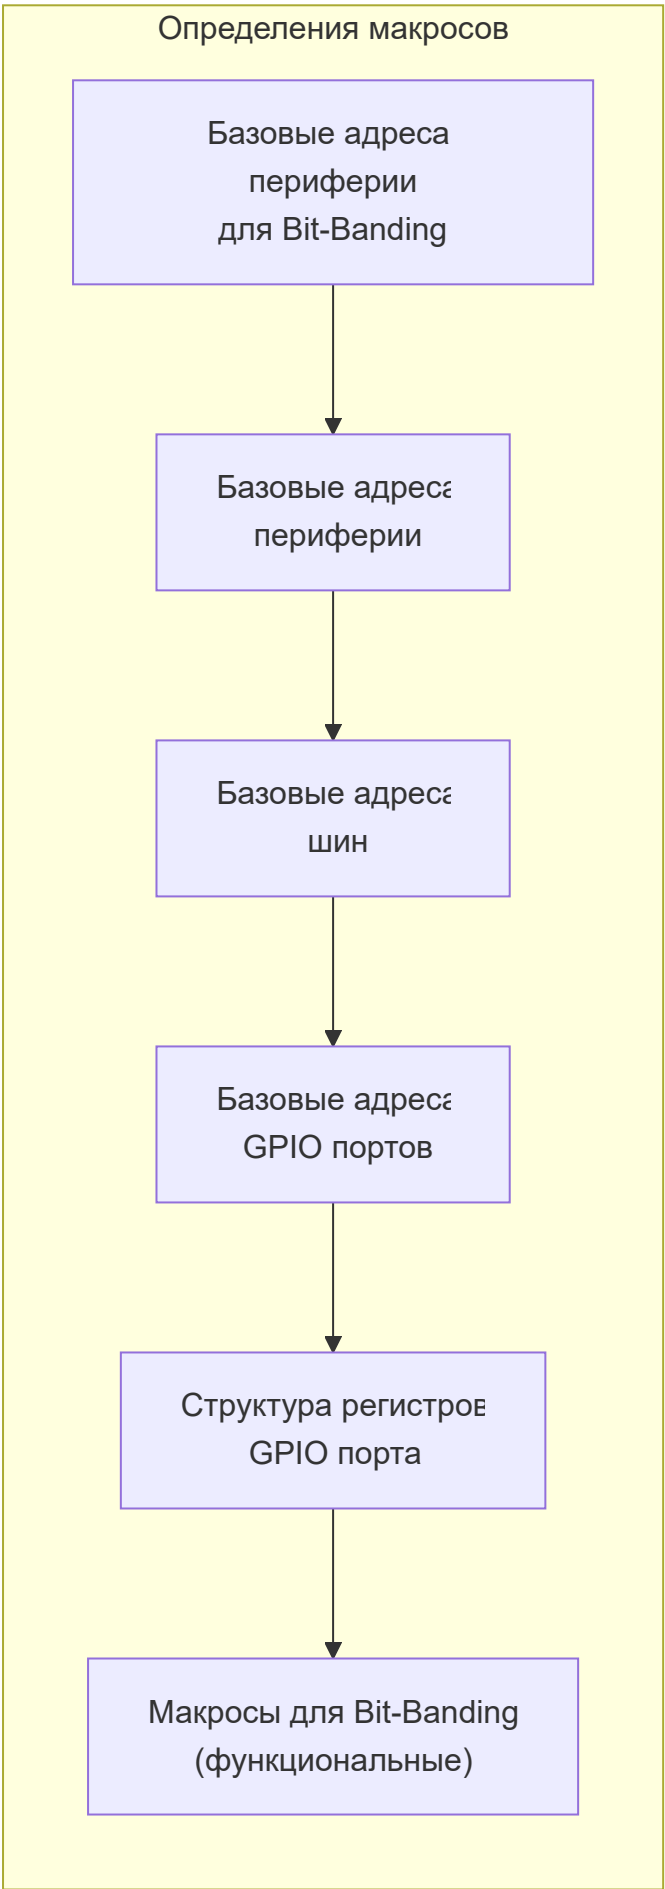 Определения макросов
Базовые адреса
периферии
для Bit-Banding
Базовые адреса
периферии
Базовые адреса
шин
Базовые адреса
GPIO портов
Структура регистров
GPIO порта
Макросы для Bit-Banding
(функциональные)